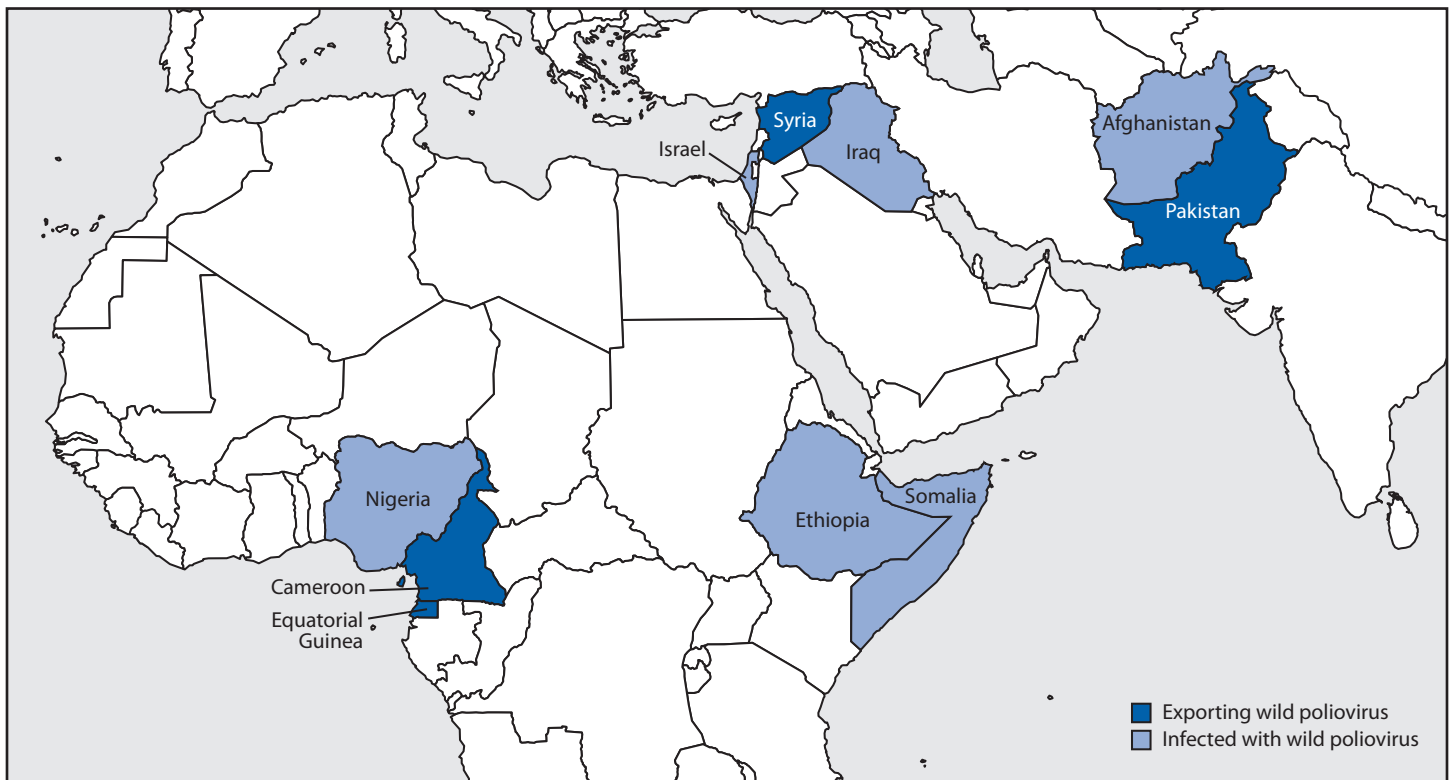 Syria
Afghanistan
Israel
Iraq
Pakistan
Nigeria
Somalia
Ethiopia
Cameroon
Equatorial
Guinea
Exporting wild poliovirus
Infected with wild poliovirus